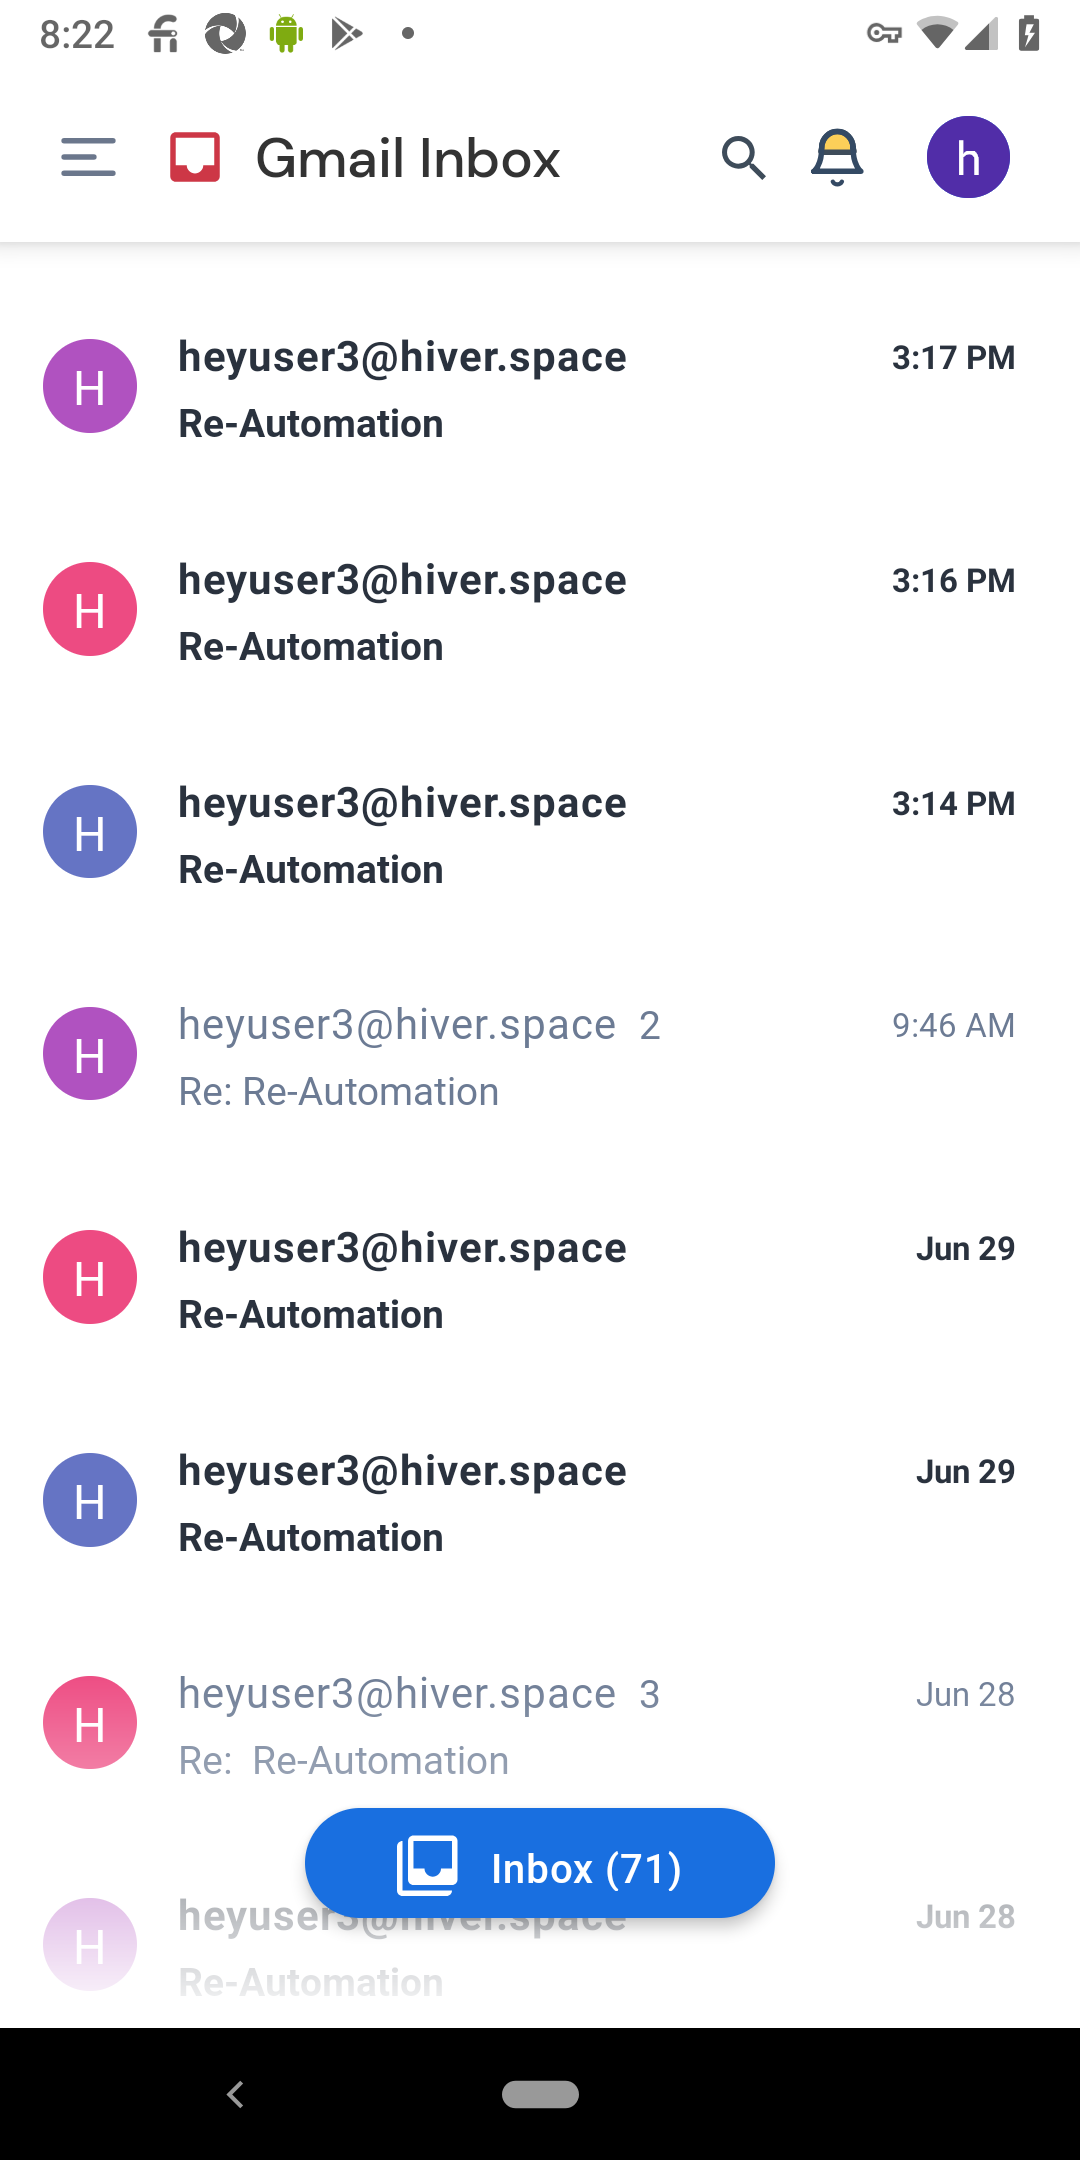 8:22
Gmail Inbox
h
H
heyuser3@hiver.space
3:17 PM
Re-Automation
H
heyuser3@hiver.space
3:16 PM
Re-Automation
H
heyuser3@hiver.space
3:14 PM
Re-Automation
H
heyuser3@hiver.space 2
9:46 AM
Re: Re-Automation
H
heyuser3@hiver.space
Jun 29
Re-Automation
H
heyuser3@hiver.space
Jun 29
Re-Automation
H
heyuser3@hiver.space 3
Jun 28
Re: Re-Automation
Inbox (71)
H
heyuser3@hiver.space
Jun 28
Re-Automation